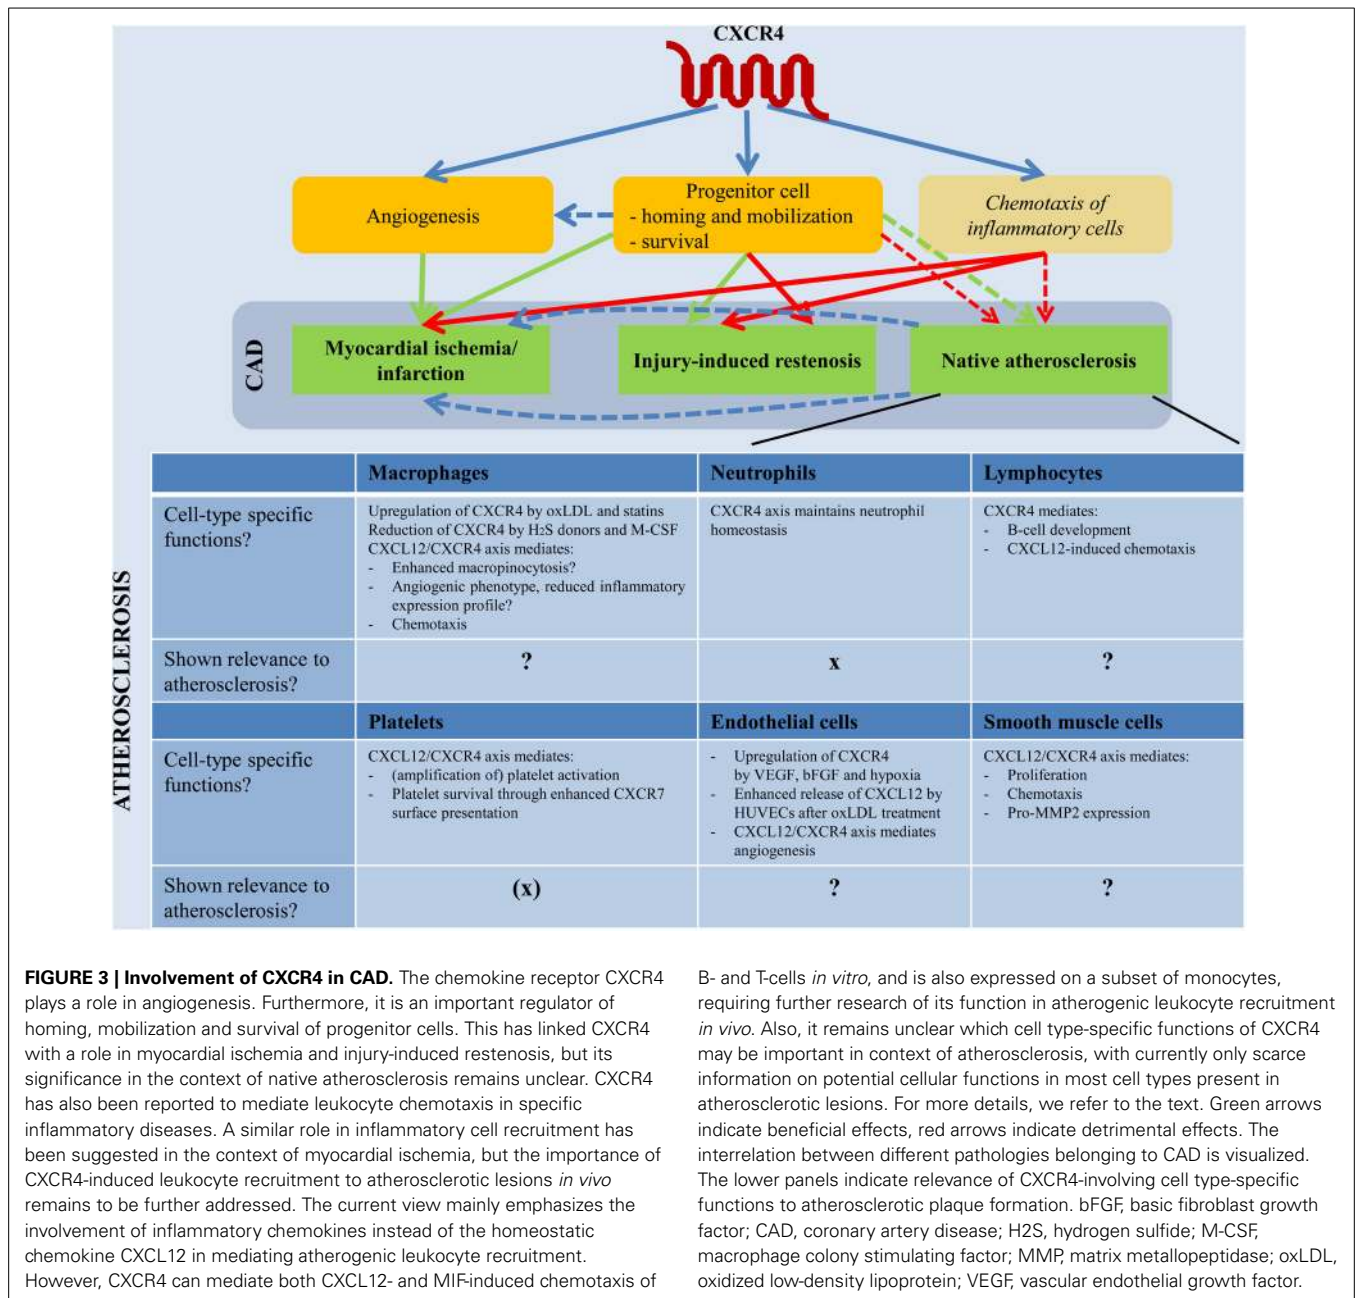 CXCR4
Angiogenesis
Progenitor cell
- homing and mobilization
- survival
Chemotaxis of
inflammatory cells
CAD
Myocardial ischemia/
infarction
Injury-induced restenosis
Native atherosclerosis
ATHEROSCLEROSIS
Macrophages
Neutrophils
Lymphocytes
Cell-type specific
functions?
Upregulation of CXCR4 by oxLDL and statins
Reduction of CXCR4 by H2S donors and M-CSF
CXCL12/CXCR4 axis mediates:
- Enhanced macropinocytosis?
- Angiogenic phenotype, reduced inflammatory
expression profile?
- Chemotaxis
CXCR4 axis maintains neutrophil
homeostasis
CXCR4 mediates:
- B-cell development
- CXCL12-induced chemotaxis
Shown relevance to
atherosclerosis?
?
x
?
Platelets
Endothelial cells
Smooth muscle cells
Cell-type specific
functions?
CXCL12/CXCR4 axis mediates:
- (amplification of) platelet activation
- Platelet survival through enhanced CXCR7
surface presentation
- Upregulation of CXCR4
by VEGF, bFGF and hypoxia
- Enhanced release of CXCL12 by
HUVECs after oxLDL treatment
- CXCL12/CXCR4 axis mediates
angiogenesis
CXCL12/CXCR4 axis mediates:
- Proliferation
- Chemotaxis
- Pro-MMP2 expression
Shown relevance to
atherosclerosis?
(x)
?
?
FIGURE 3 | Involvement of CXCR4 in CAD. The chemokine receptor CXCR4
plays a role in angiogenesis. Furthermore, it is an important regulator of
homing, mobilization and survival of progenitor cells. This has linked CXCR4
with a role in myocardial ischemia and injury-induced restenosis, but its
significance in the context of native atherosclerosis remains unclear. CXCR4
has also been reported to mediate leukocyte chemotaxis in specific
inflammatory diseases. A similar role in inflammatory cell recruitment has
been suggested in the context of myocardial ischemia, but the importance of
CXCR4-induced leukocyte recruitment to atherosclerotic lesions in vivo
remains to be further addressed. The current view mainly emphasizes the
involvement of inflammatory chemokines instead of the homeostatic
chemokine CXCL12 in mediating atherogenic leukocyte recruitment.
However, CXCR4 can mediate both CXCL12- and MIF-induced chemotaxis of
B- and T-cells in vitro, and is also expressed on a subset of monocytes,
requiring further research of its function in atherogenic leukocyte recruitment
in vivo. Also, it remains unclear which cell type-specific functions of CXCR4
may be important in context of atherosclerosis, with currently only scarce
information on potential cellular functions in most cell types present in
atherosclerotic lesions. For more details, we refer to the text. Green arrows
indicate beneficial effects, red arrows indicate detrimental effects. The
interrelation between different pathologies belonging to CAD is visualized.
The lower panels indicate relevance of CXCR4-involving cell type-specific
functions to atherosclerotic plaque formation. bFGF, basic fibroblast growth
factor; CAD, coronary artery disease; H2S, hydrogen sulfide; M-CSF,
macrophage colony stimulating factor; MMP, matrix metallopeptidase; oxLDL,
oxidized low-density lipoprotein; VEGF, vascular endothelial growth factor.